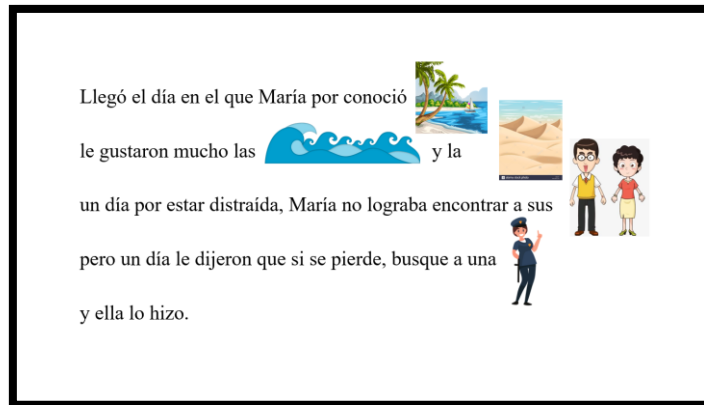 Llegó el día en el que María por conoció
le gustaron mucho las y la
un día por estar distraída, María no lograba encontrar a sus
pero un día le dijeron que si se pierde, busque a una
y ella lo hizo.